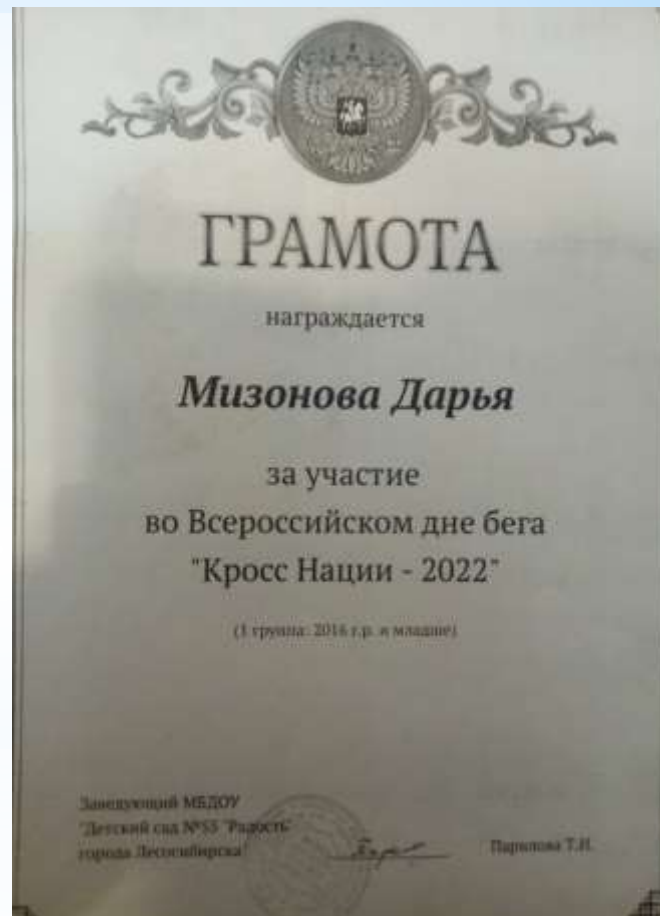 ГРАМОТА
награждается
Мизонова Дарья
за участие
во Всероссийском дне бега
"Кросс Нации - 2022"
(1 группа: 2016 г.р. и младше)
Заведующий МБДОУ
"Детский сад №55 "Радость"
города Лесосибирска"
Парилова Т.И.